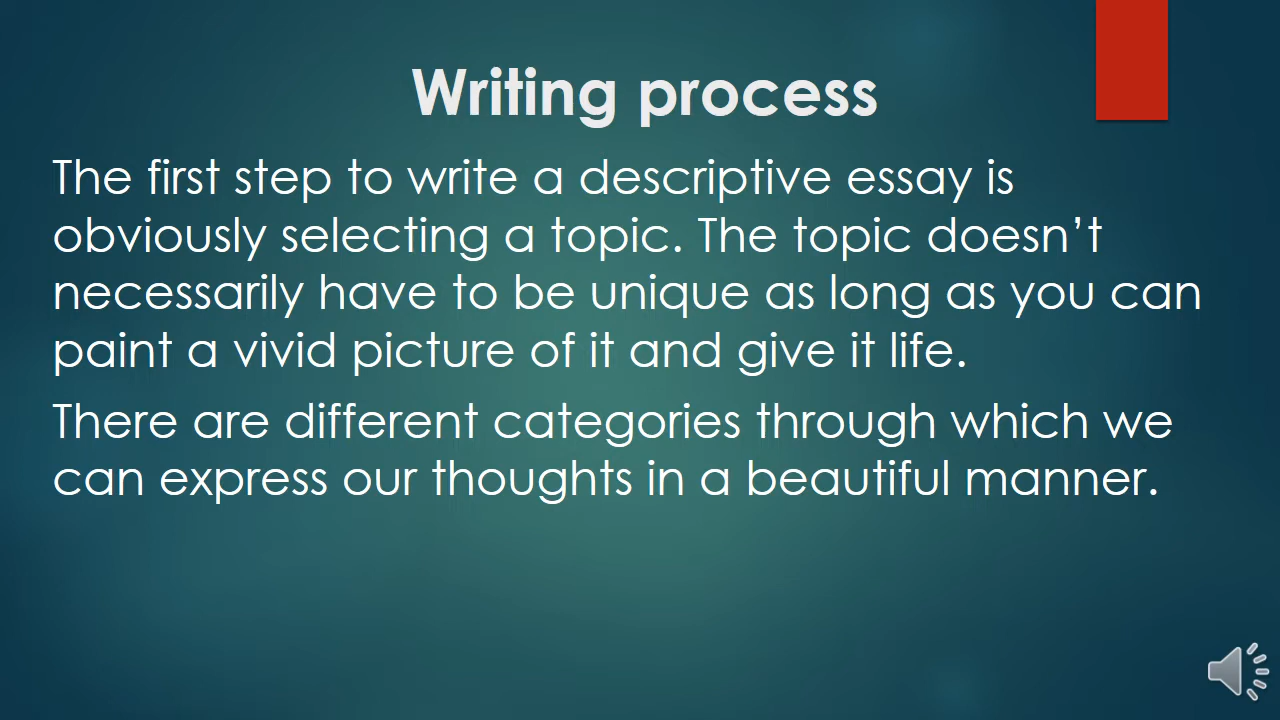 Writing process
The first step to write a descriptive essay is
obviously selecting a topic. The topic doesn’t
necessarily have to be unique as long as you can
paint a vivid picture of it and give it life.
There are different categories through which we
can express our thoughts in a beautiful manner.